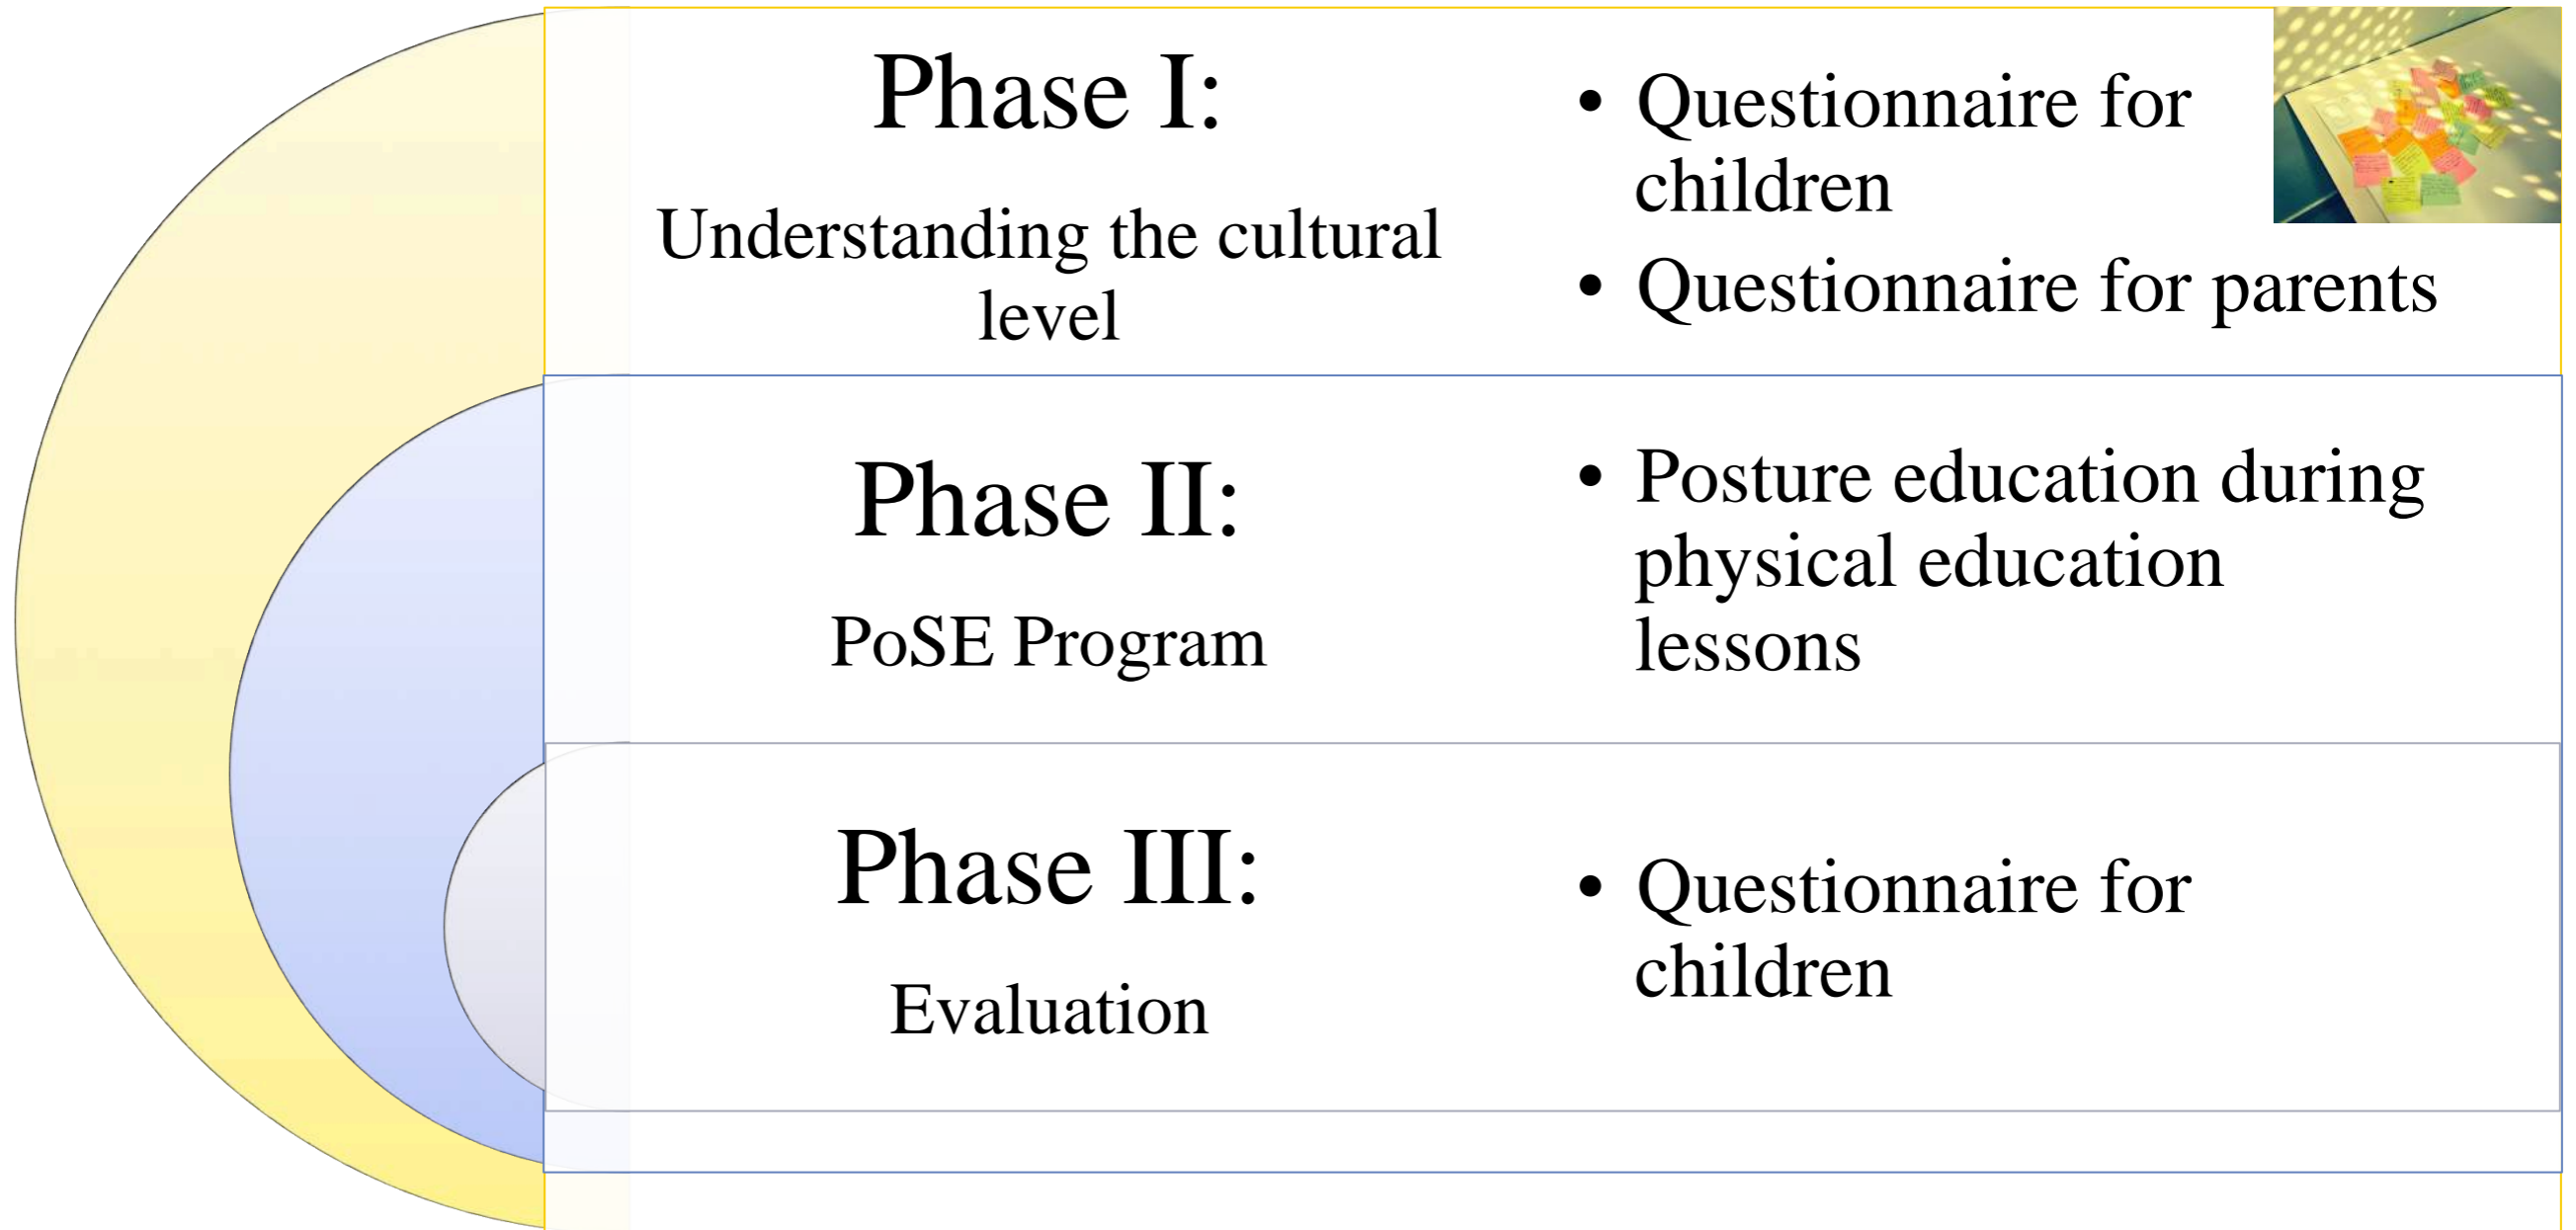 Phase I:
Understanding the cultural
level
• Questionnaire for
children
• Questionnaire for parents
Phase II:
PoSE Program
• Posture education during
physical education
lessons
Phase III:
Evaluation
• Questionnaire for
children